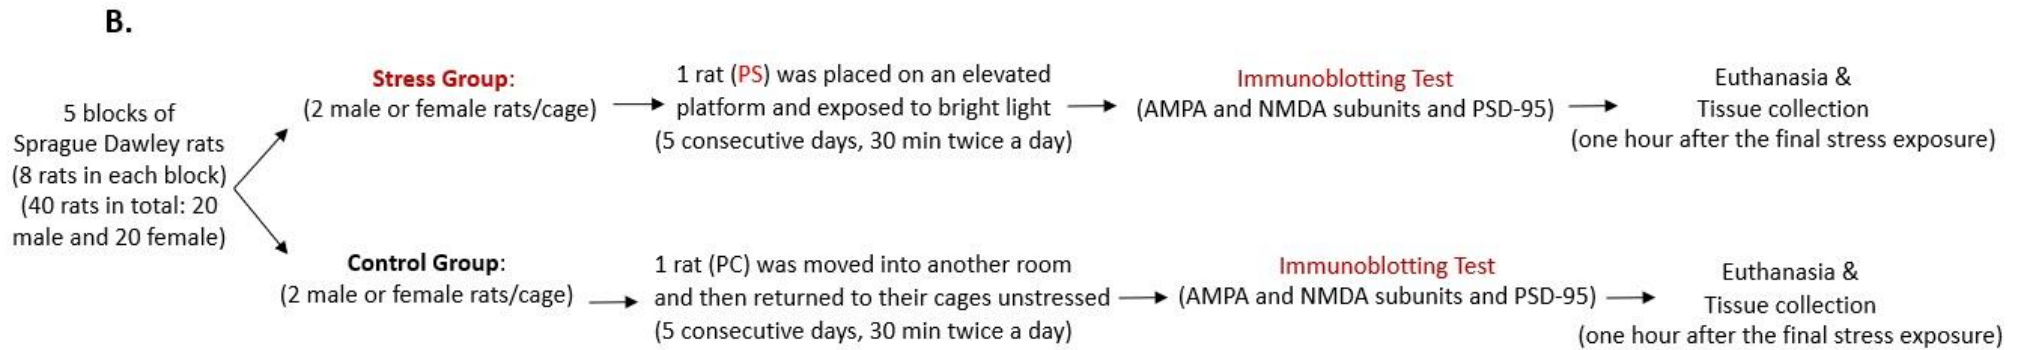 B.
5 blocks of
Sprague Dawley rats
(8 rats in each block)
(40 rats in total: 20
male and 20 female)
Stress Group:
(2 male or female rats/cage)
1 rat (PS) was placed on an elevated
platform and exposed to bright light
(5 consecutive days, 30 min twice a day)
Immunoblotting Test
(AMPA and NMDA subunits and PSD-95)
Euthanasia &
Tissue collection
(one hour after the final stress exposure)
Control Group:
(2 male or female rats/cage)
1 rat (PC) was moved into another room
and then returned to their cages unstressed
(5 consecutive days, 30 min twice a day)
Immunoblotting Test
(AMPA and NMDA subunits and PSD-95)
Euthanasia &
Tissue collection
(one hour after the final stress exposure)